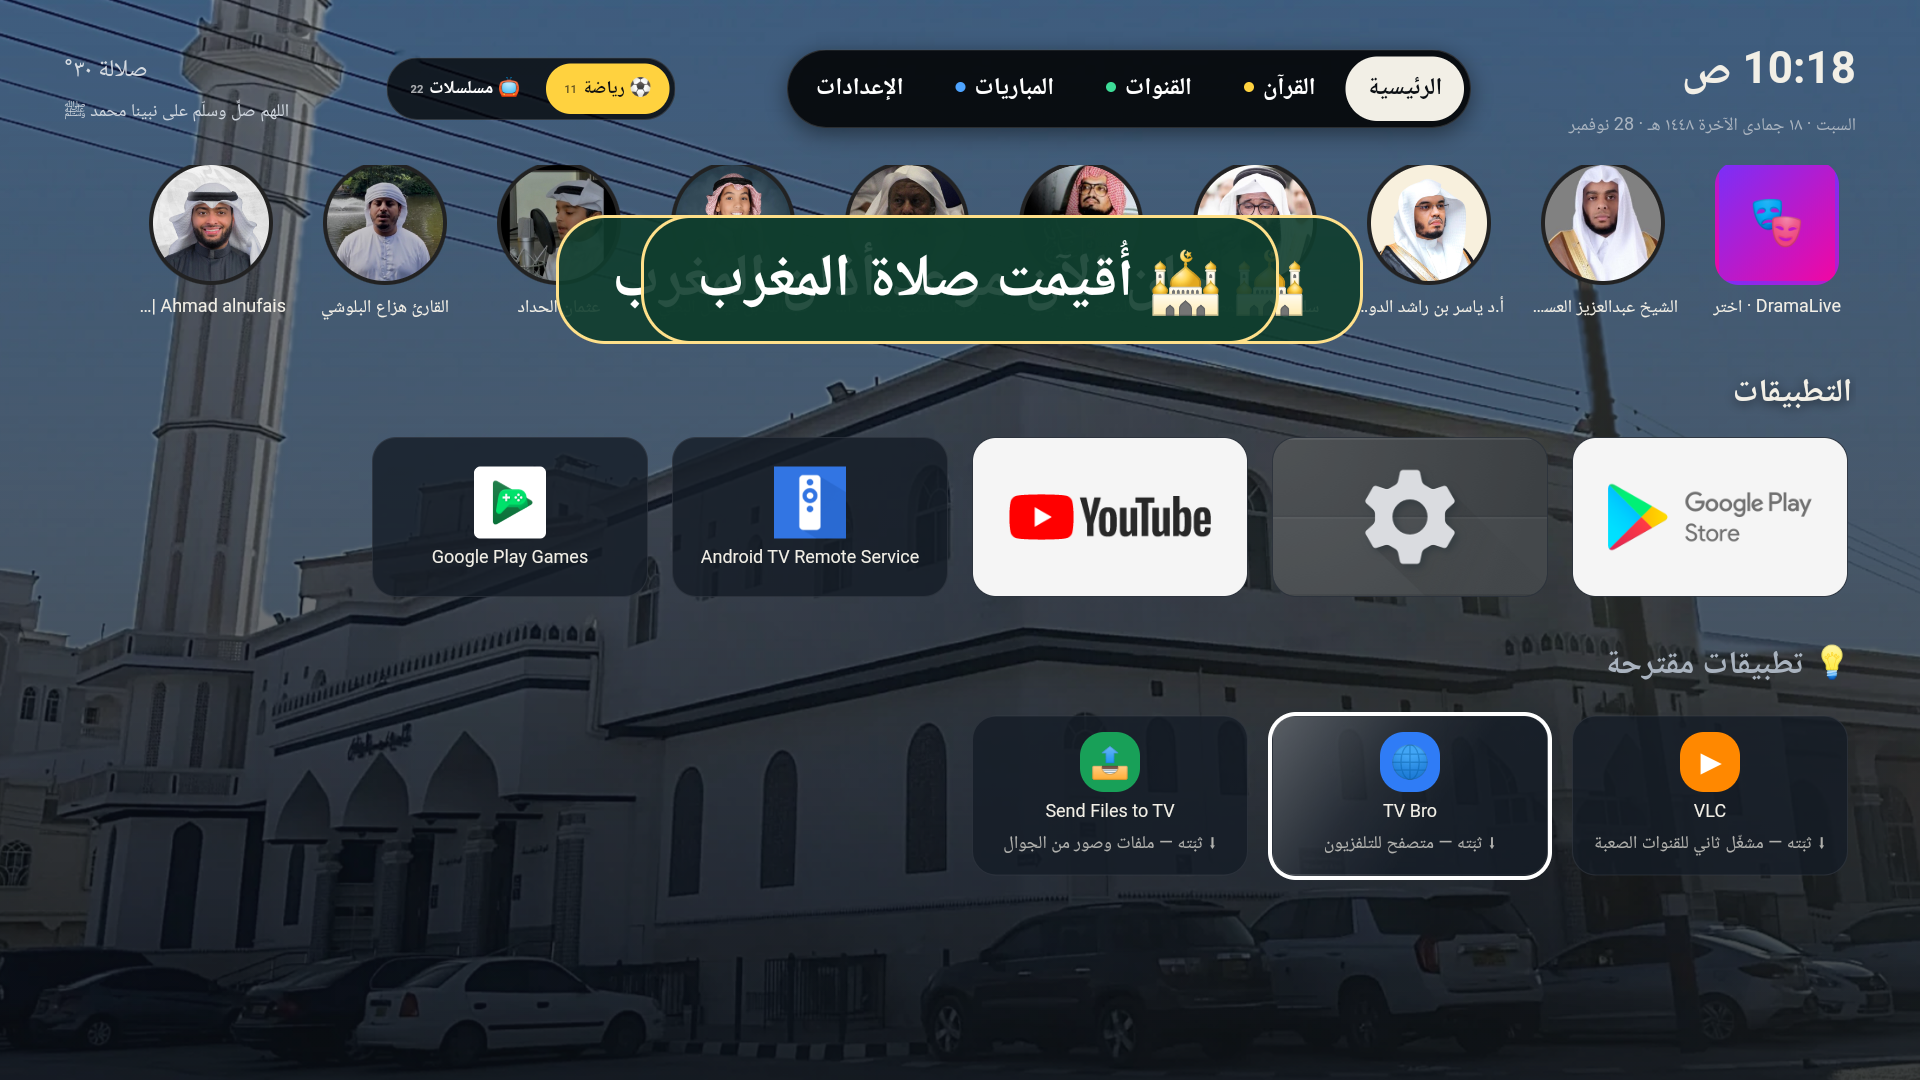 10:18 ص
السبت · ١٨ جمادى الآخرة ١٤٤٨ هـ · 28 نوفمبر
الرئيسية
القرآن
القنوات
المباريات
الإعدادات
رياضة 11
مسلسلات 22
صلالة ٣٠°
اللهم صلّ وسلّم على نبينا محمد ﷺ
DramaLive · اختر
الشيخ عبدالعزيز العسـ...
أ.د ياسر بن راشد الدو...
الحداد
القارئ هزاع البلوشي
Ahmad alnufais |...
أُقيمت صلاة المغرب
التطبيقات
Google Play Store
YouTube
Android TV Remote Service
Google Play Games
تطبيقات مقترحة
VLC
⬇ ثبّته — مشغّل ثاني للقنوات الصعبة
TV Bro
⬇ ثبّته — متصفح للتلفزيون
Send Files to TV
⬇ ثبّته — ملفات وصور من الجوال